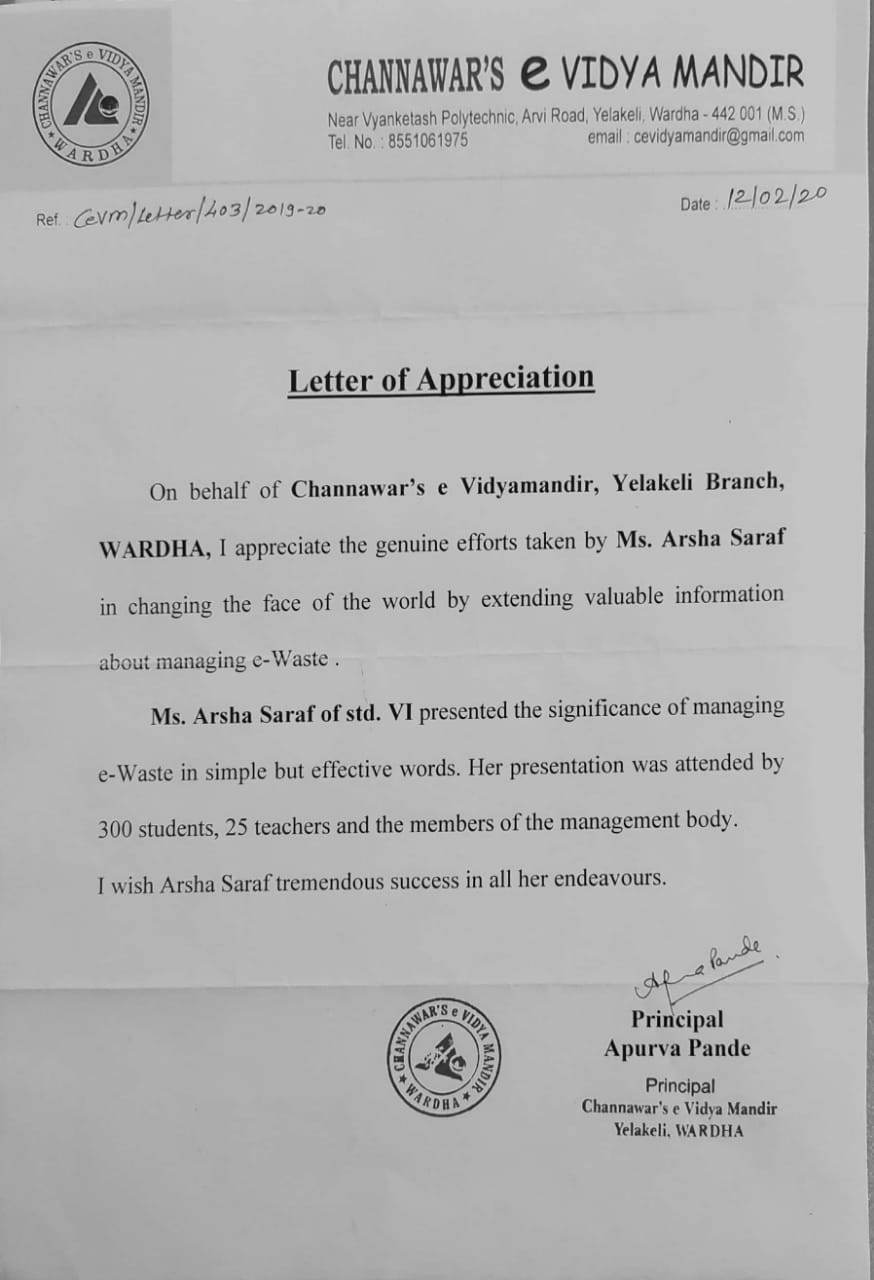 CHANNAWAR'S e VIDYA MANDIR
★ WARDHA ★
CHANNAWAR'S e VIDYA MANDIR
Near Vyanketash Polytechnic, Arvi Road, Yelakeli, Wardha - 442 001 (M.S.)
Tel. No. : 8551061975 email : cevidyamandir@gmail.com
Ref. : CeVM/Letter/403/2019-20
Date : 12/02/20
Letter of Appreciation
On behalf of Channawar's e Vidyamandir, Yelakeli Branch,
WARDHA, I appreciate the genuine efforts taken by Ms. Arsha Saraf
in changing the face of the world by extending valuable information
about managing e-Waste .
Ms. Arsha Saraf of std. VI presented the significance of managing
e-Waste in simple but effective words. Her presentation was attended by
300 students, 25 teachers and the members of the management body.
I wish Arsha Saraf tremendous success in all her endeavours.
Apurva Pande
CHANNAWAR'S e VIDYA MANDIR
★ WARDHA ★
Principal
Apurva Pande
Principal
Channawar's e Vidya Mandir
Yelakeli, WARDHA